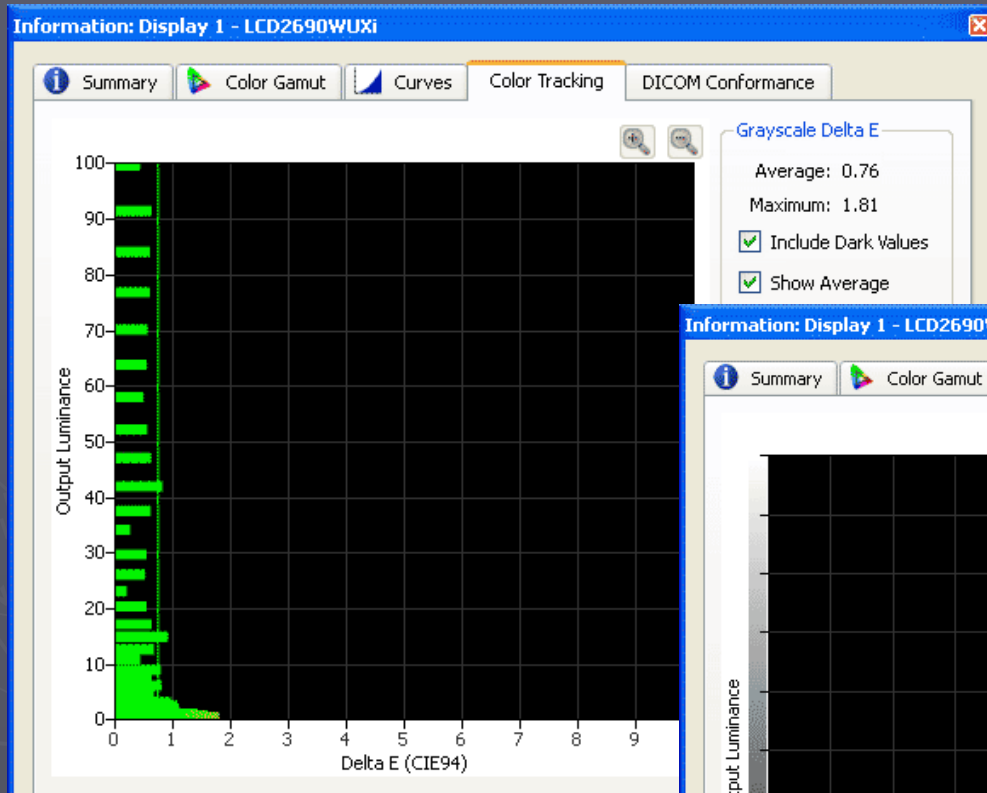 Information: Display 1 - LCD2690WUXi
Summary
Color Gamut
Curves
Color Tracking
DICOM Conformance
Grayscale Delta E
Average: 0.76
Maximum: 1.81
Include Dark Values
Show Average
100
90
80
70
60
50
40
30
20
10
0
Output Luminance
0 1 2 3 4 5 6 7 8 9
Delta E (CIE94)
Information: Display 1 - LCD2690
Summary
Color Gamut
put Luminance